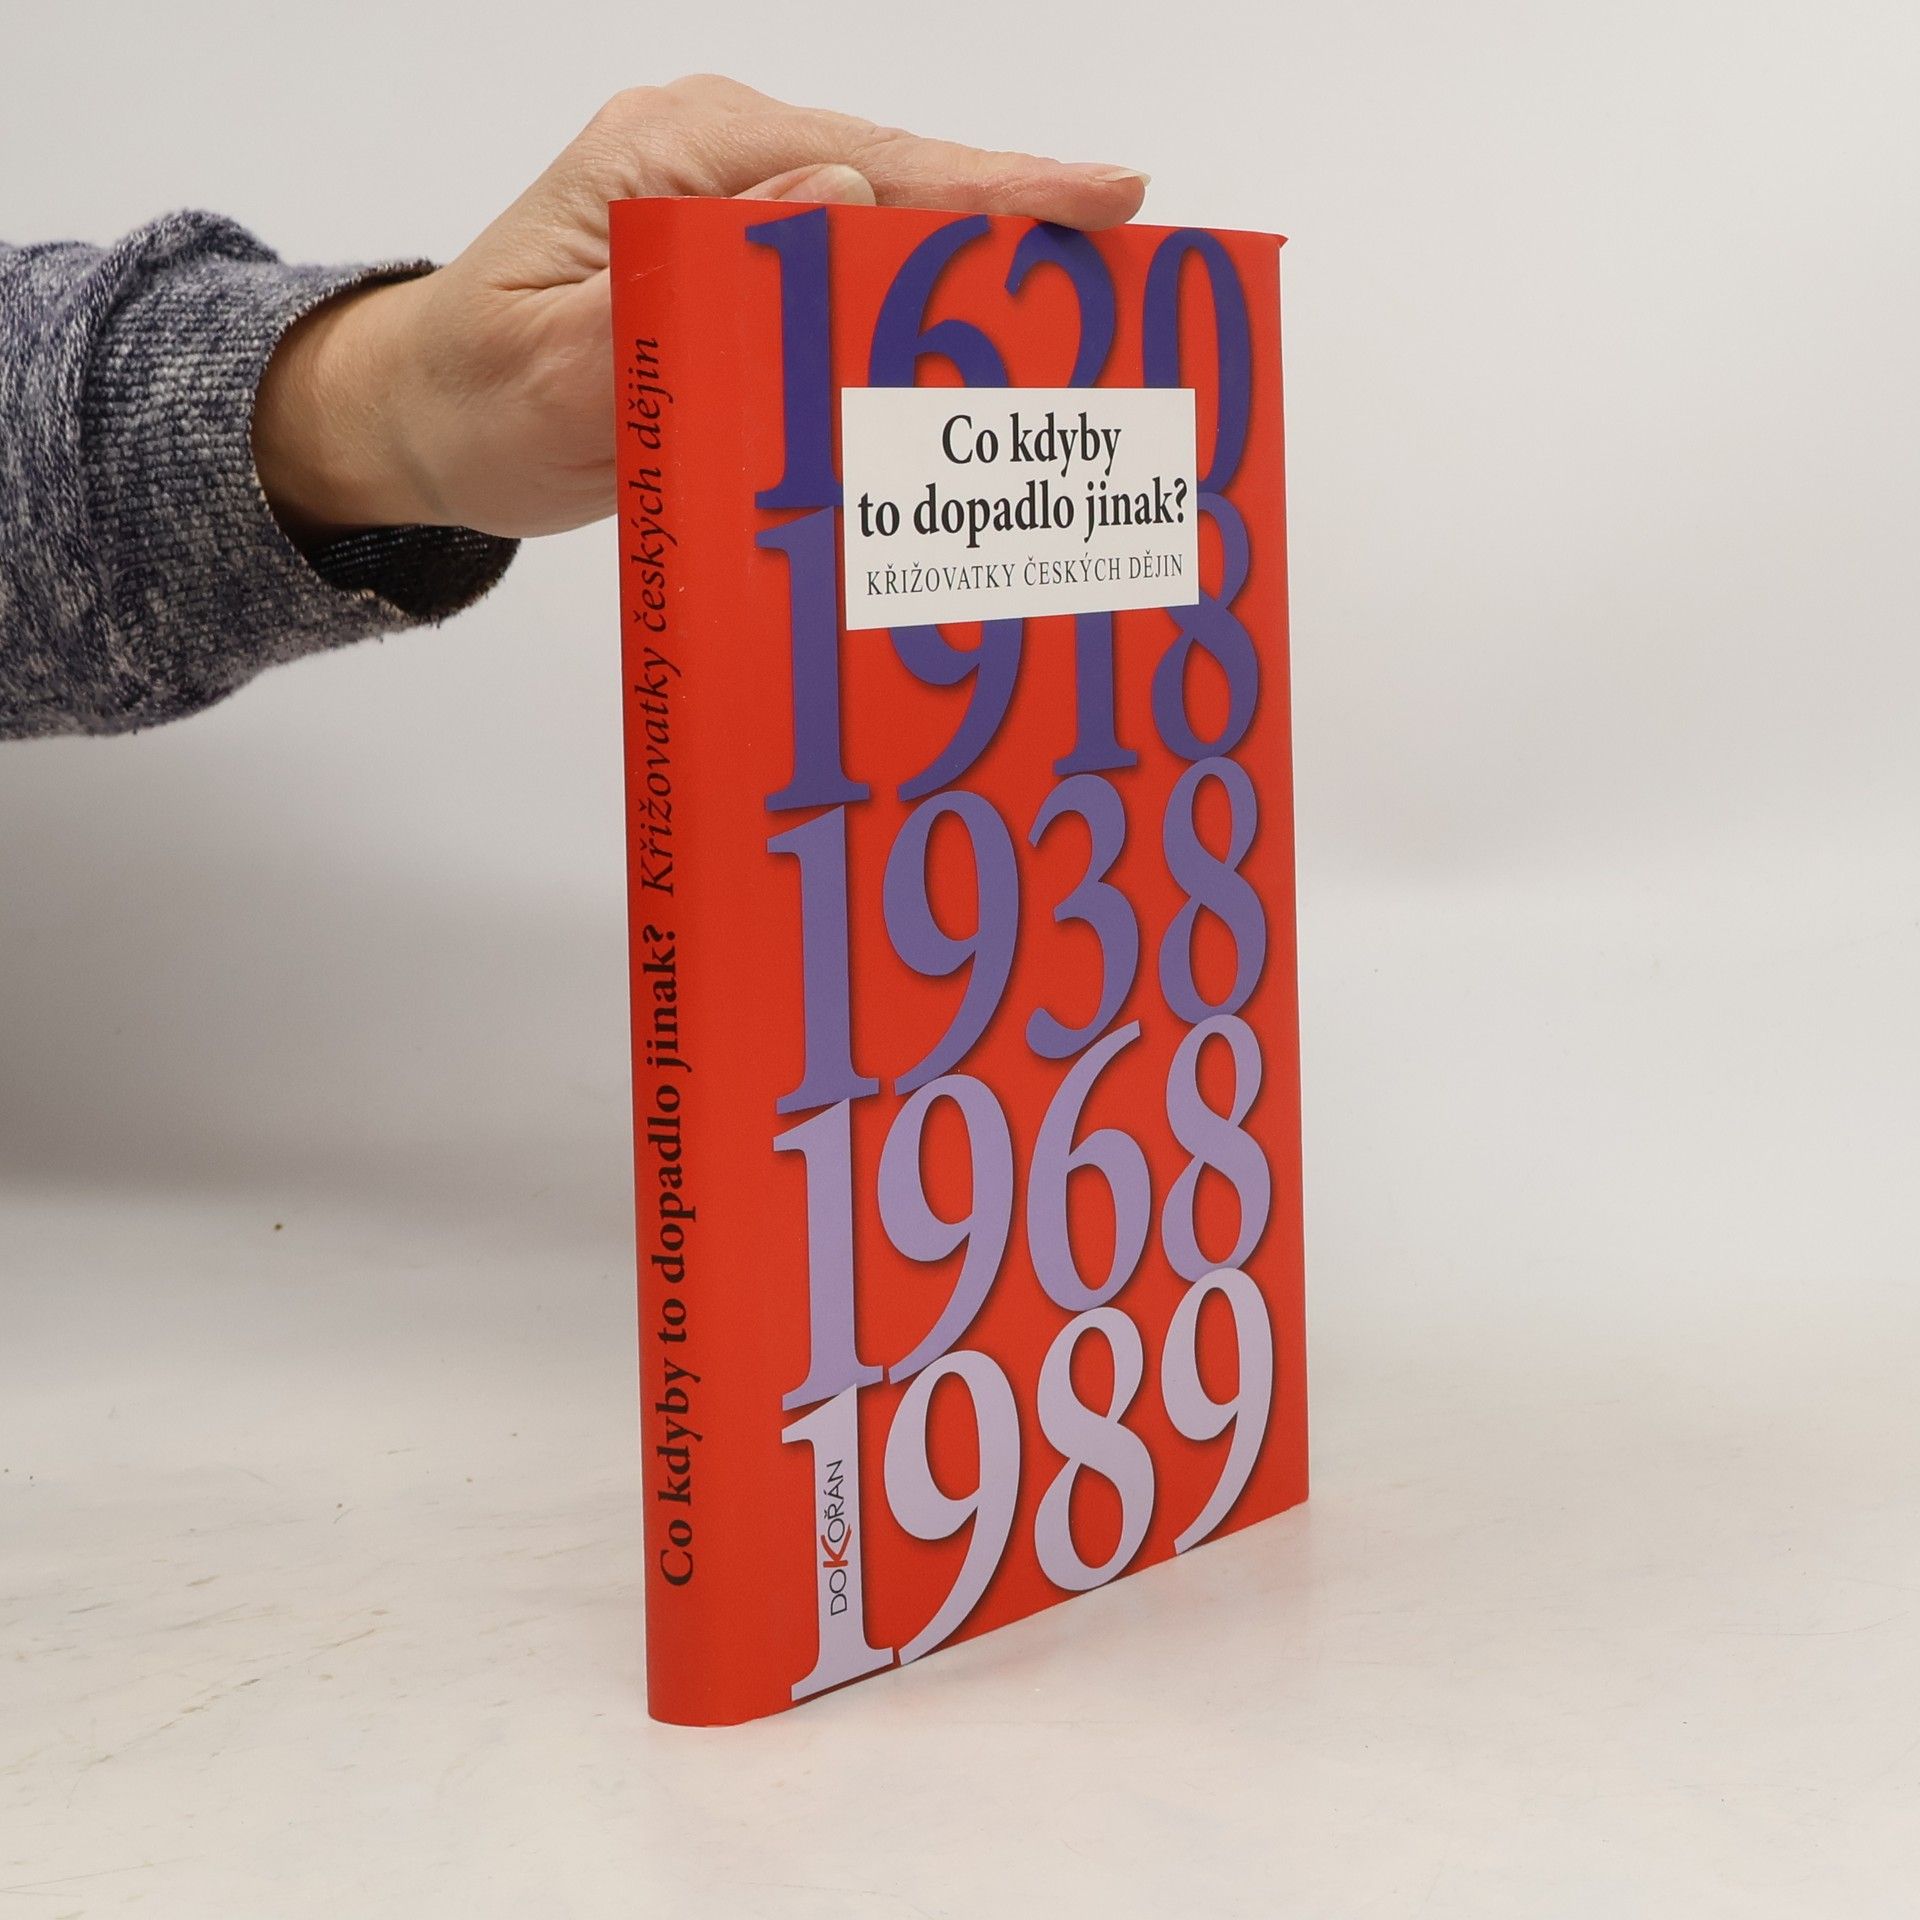 Co kdyby to dopadlo jinak? Křižovatky českých dějin
1620
Co kdyby
to dopadlo jinak?
KŘIŽOVATKY ČESKÝCH DĚJIN
1918
1938
1968
1989
DOKOŘÁN